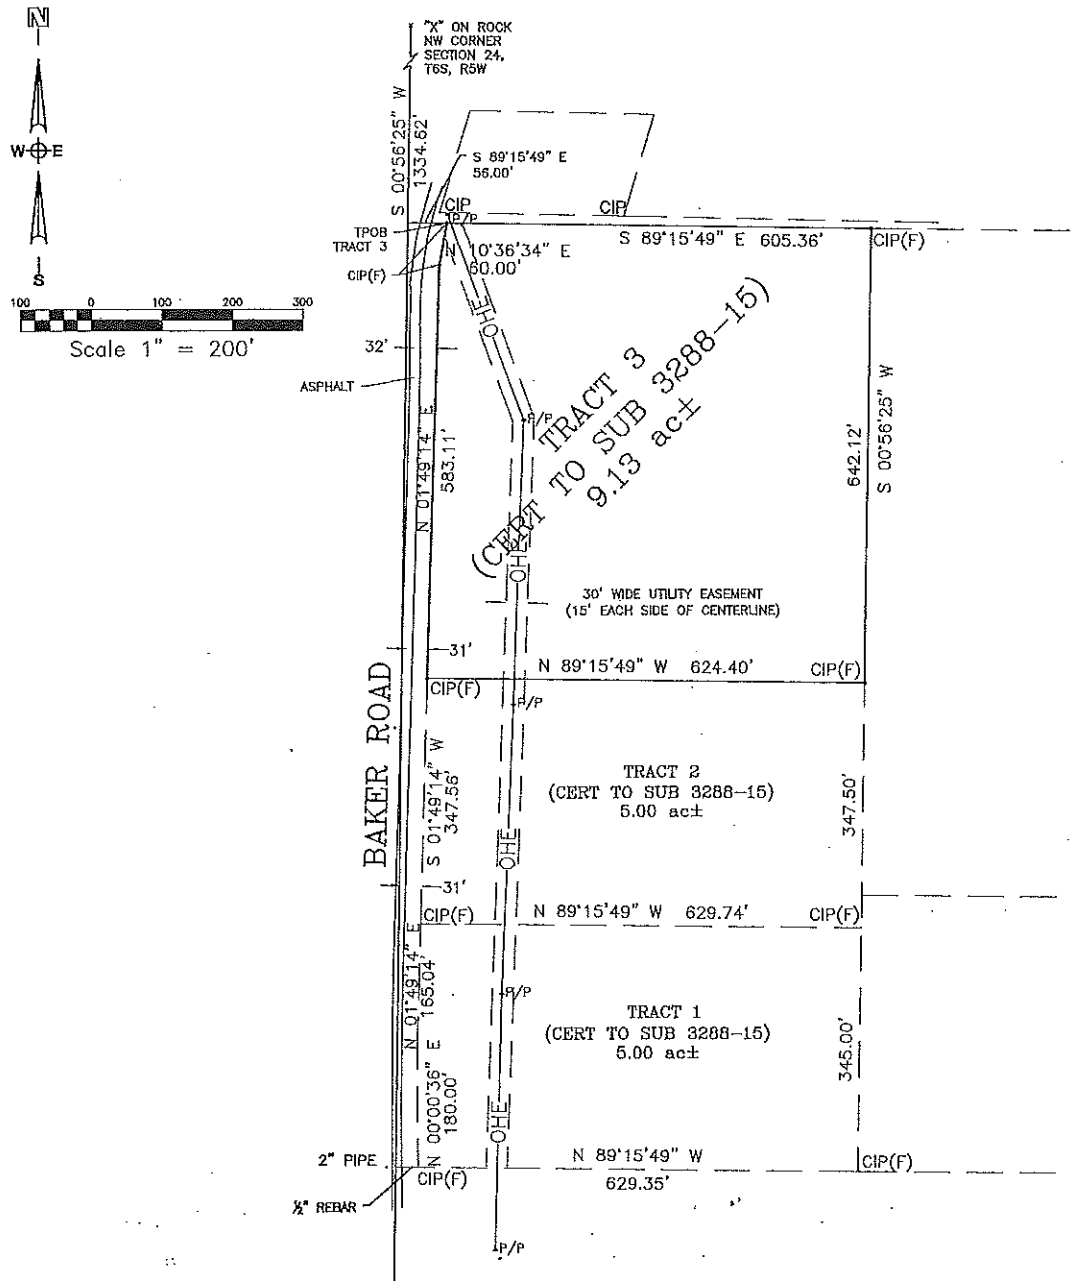 N
W E
S
100 0 100 200 300
Scale 1" = 200'
"X" ON ROCK
NW CORNER
SECTION 24,
T6S, R5W
S 00°56'25" W
1334.62'
S 89°15'49" E
56.00'
CIP
CIP
P/P
TPOB
TRACT 3
CIP(F)
S 89°15'49" E 605.36'
CIP(F)
N 10°36'34" E
60.00'
OHE
32'
ASPHALT
P/P
TRACT 3
(CERT TO SUB 3288-15)
9.13 ac±
N 01°49'14" E
583.11'
642.12'
S 00°56'25" W
OHE
30' WIDE UTILITY EASEMENT
(15' EACH SIDE OF CENTERLINE)
31'
N 89°15'49" W 624.40'
CIP(F)
CIP(F)
P/P
BAKER ROAD
S 01°49'14" W
347.56'
TRACT 2
(CERT TO SUB 3288-15)
5.00 ac±
347.50'
OHE
31'
CIP(F)
N 89°15'49" W 629.74'
CIP(F)
N 01°49'14" E
165.04'
P/P
TRACT 1
(CERT TO SUB 3288-15)
5.00 ac±
345.00'
N 00°00'36" E
180.00'
OHE
2" PIPE
N 89°15'49" W
629.35'
CIP(F)
CIP(F)
½" REBAR
P/P